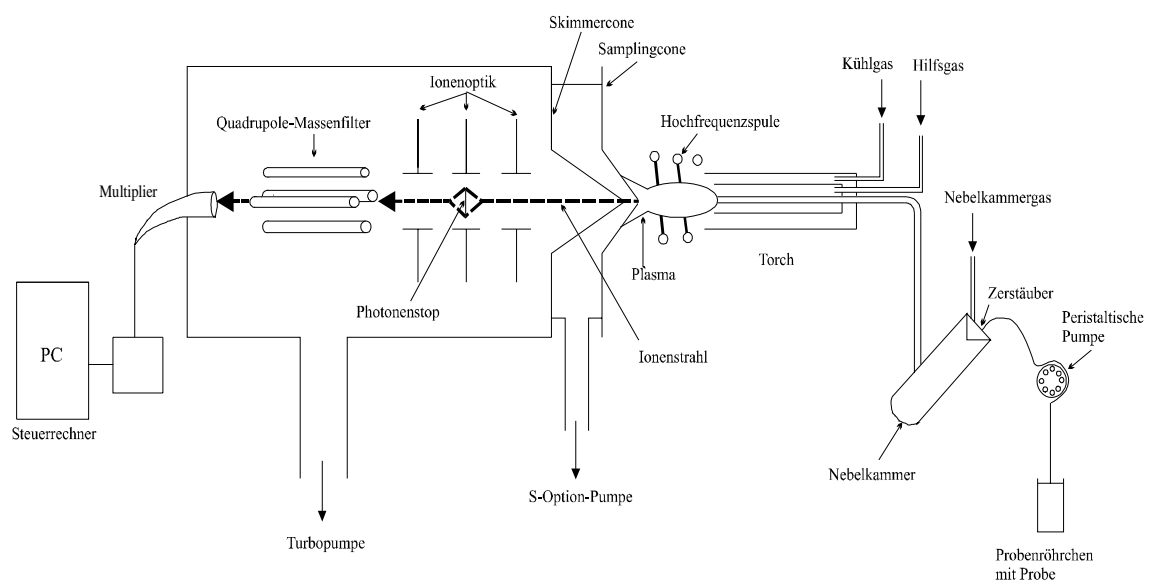 Skimmercone
Samplingcone
Ionenoptik
Kühlgas
Hilfsgas
Quadrupole-Massenfilter
Hochfrequenzspule
Multiplier
Nebelkammergas
Plasma
Torch
Zerstäuber
Photonenstop
Peristaltische
Pumpe
PC
Ionenstrahl
Steuerrechner
Nebelkammer
S-Option-Pumpe
Turbopumpe
Probenröhrchen
mit Probe